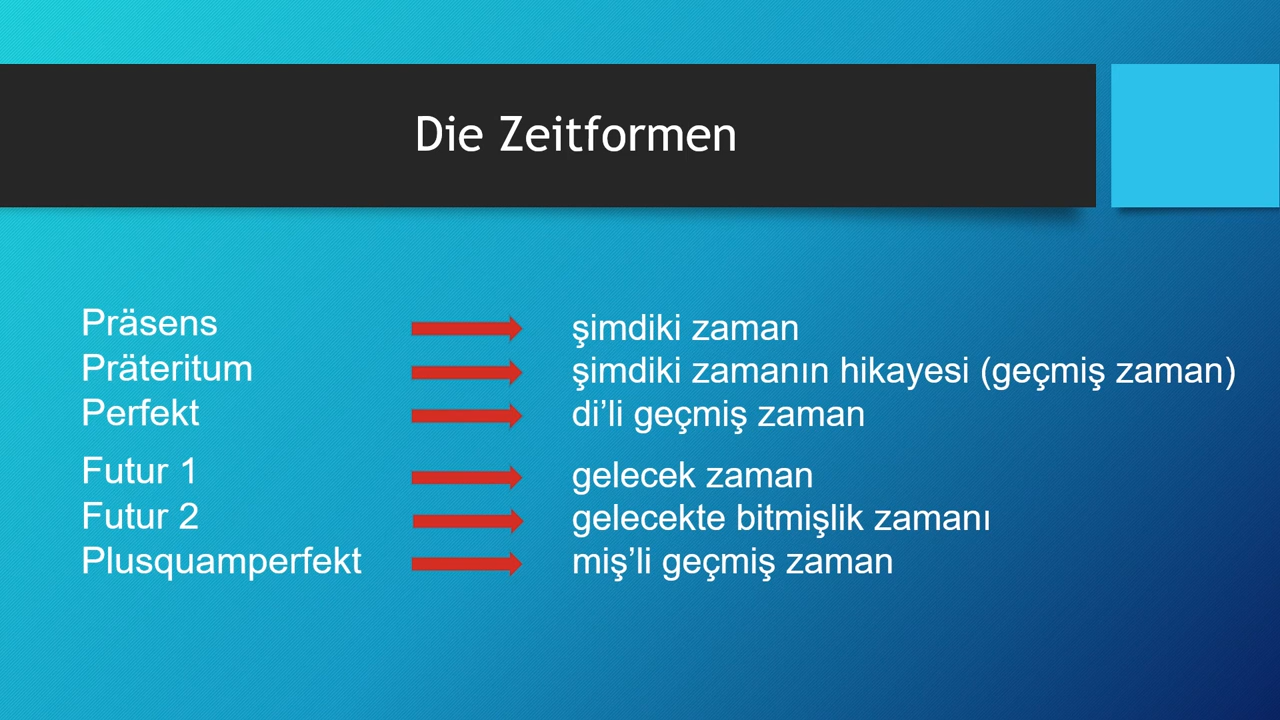 Die Zeitformen
Präsens şimdiki zaman
Präteritum şimdiki zamanın hikayesi (geçmiş zaman)
Perfekt di’li geçmiş zaman
Futur 1 gelecek zaman
Futur 2 gelecekte bitmişlik zamanı
Plusquamperfekt miş’li geçmiş zaman